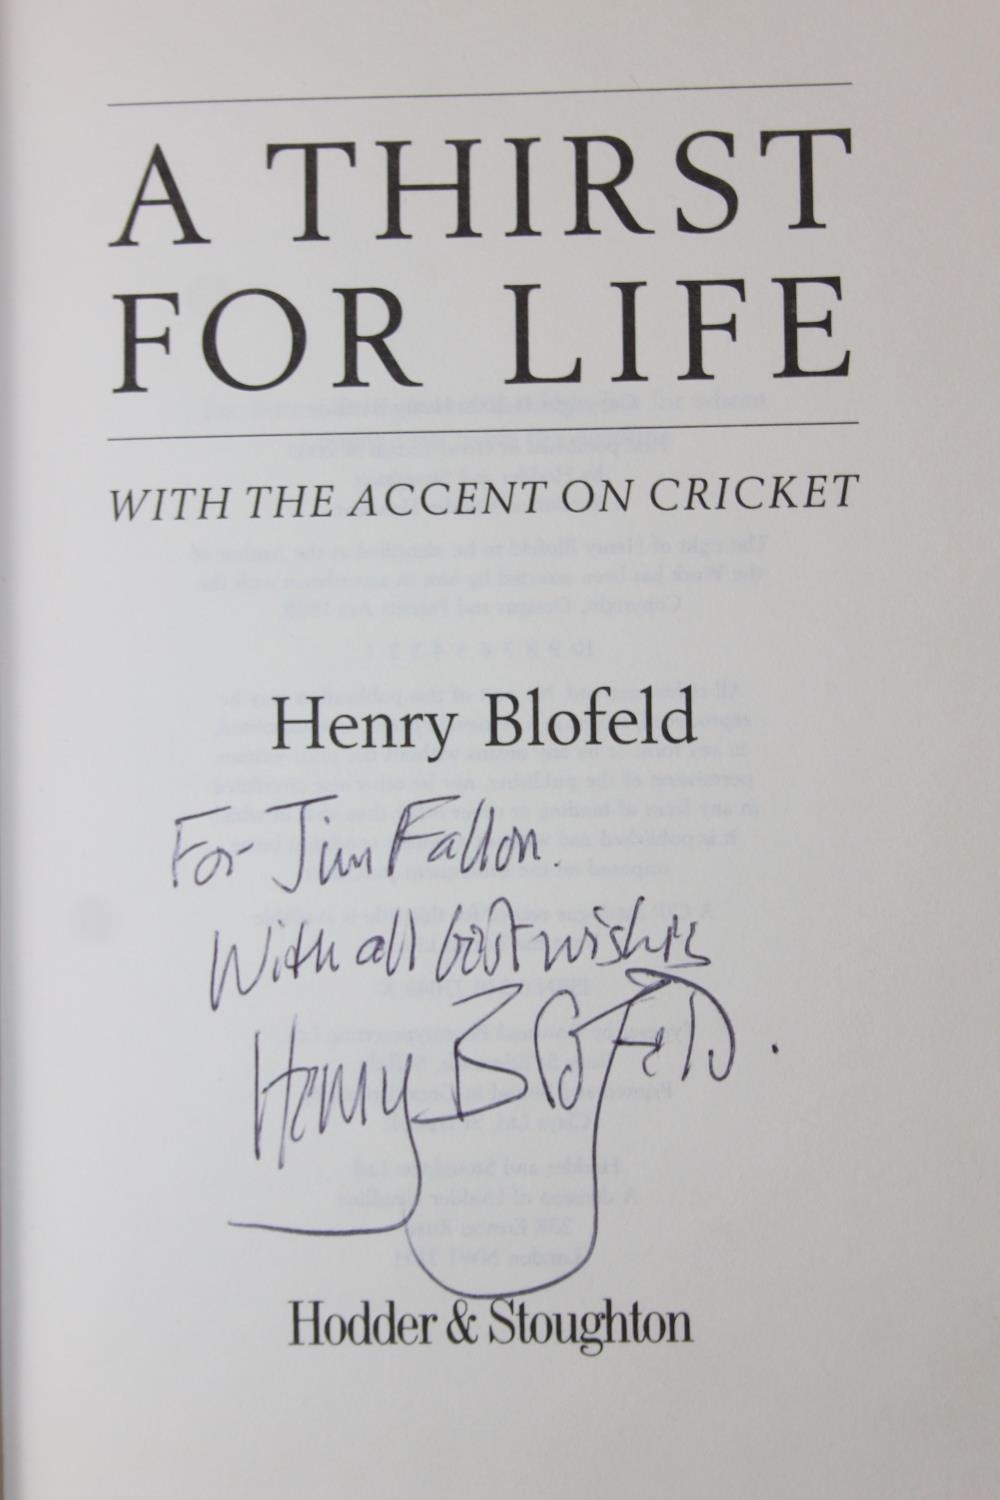 A THIRST
FOR LIFE
WITH THE ACCENT ON CRICKET
Henry Blofeld
For Jim Fallon.
With all best wishes
Henry Blofeld.
Hodder & Stoughton